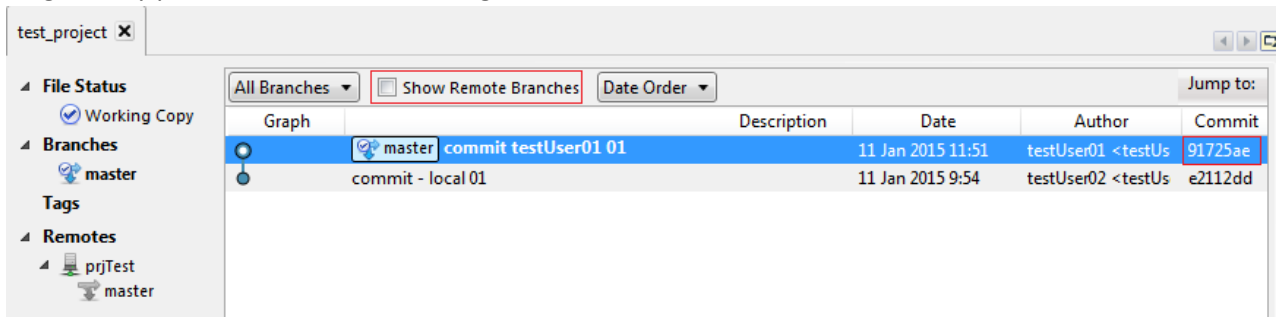 test_project
File Status
Working Copy
Branches
master
Tags
Remotes
prjTest
master
All Branches Show Remote Branches Date Order Jump to:
Graph Description Date Author Commit
master commit testUser01 01 11 Jan 2015 11:51 testUser01 <testUs 91725ae
commit - local 01 11 Jan 2015 9:54 testUser02 <testUs e2112dd